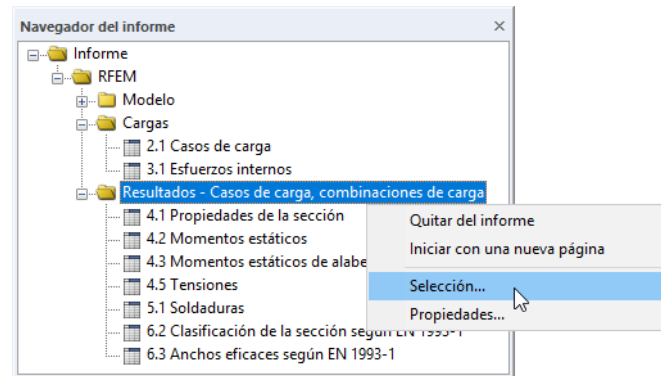 Navegador del informe
Informe
RFEM
Modelo
Cargas
2.1 Casos de carga
3.1 Esfuerzos internos
Resultados - Casos de carga, combinaciones de carga
4.1 Propiedades de la sección
4.2 Momentos estáticos
4.3 Momentos estáticos de alabe
4.5 Tensiones
5.1 Soldaduras
6.2 Clasificación de la sección según EN 1993-1
6.3 Anchos eficaces según EN 1993-1
Quitar del informe
Iniciar con una nueva página
Selección...
Propiedades...